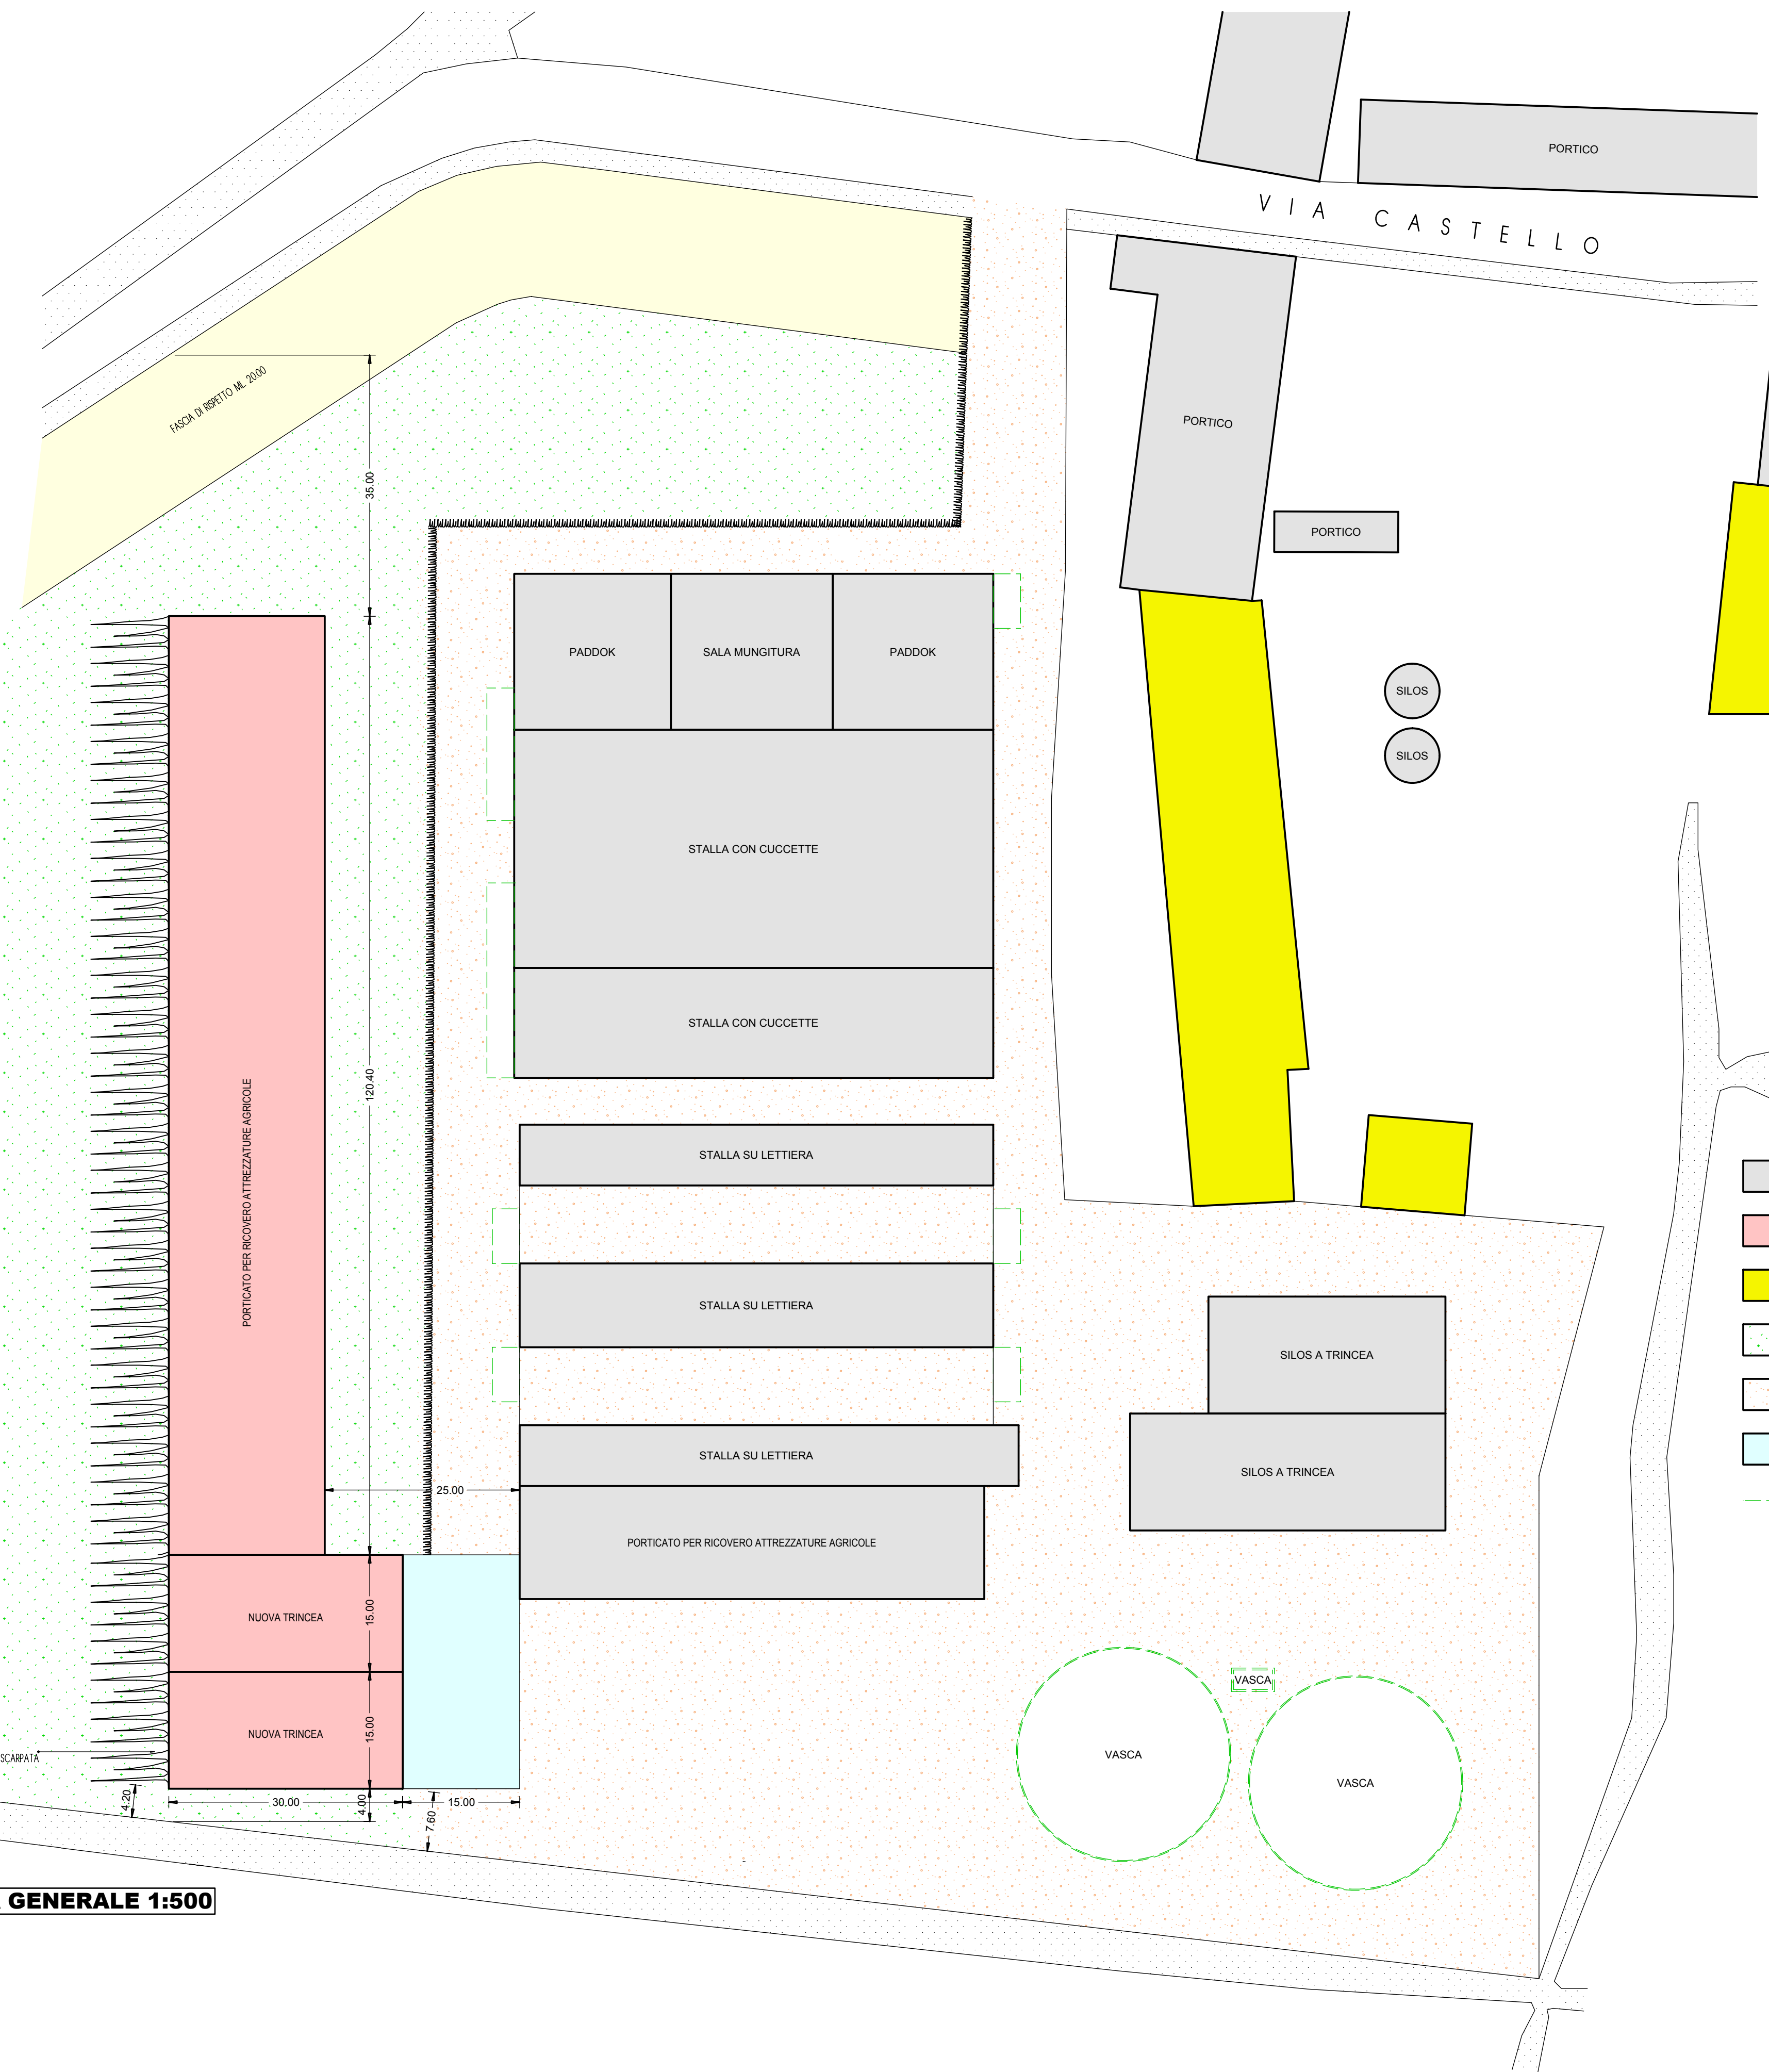 PORTICO
VIA CASTELLO
FASCIA DI RISPETTO ML. 20.00
PORTICO
35.00
PORTICO
PADDOK
SALA MUNGITURA
PADDOK
SILOS
SILOS
STALLA CON CUCCETTE
STALLA CON CUCCETTE
120.40
PORTICATO PER RICOVERO ATTREZZATURE AGRICOLE
STALLA SU LETTIERA
STALLA SU LETTIERA
SILOS A TRINCEA
STALLA SU LETTIERA
SILOS A TRINCEA
25.00
PORTICATO PER RICOVERO ATTREZZATURE AGRICOLE
NUOVA TRINCEA
15.00
VASCA
NUOVA TRINCEA
15.00
VASCA
SCARPATA
VASCA
4.20
30.00
4.00
15.00
7.60
GENERALE 1:500